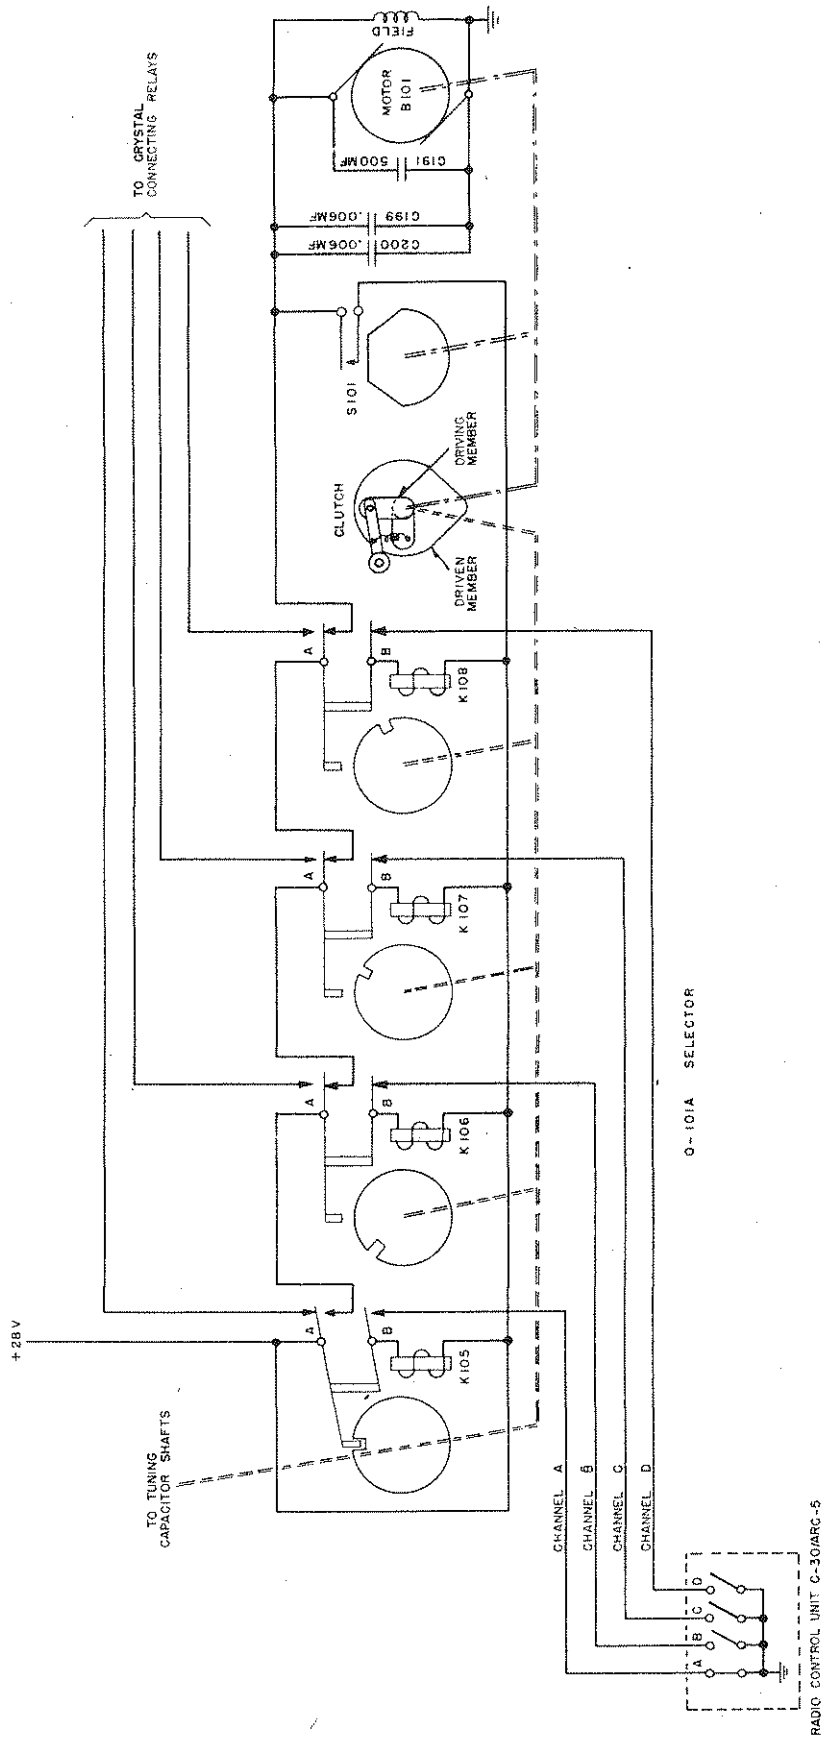 +28V
TO TUNING
CAPACITOR SHAFTS
TO CRYSTAL
CONNECTING RELAYS
A
B
K105
A
B
K106
A
B
K107
A
B
K108
CLUTCH
DRIVING
MEMBER
DRIVEN
MEMBER
S101
C200 .006MF
C199 .006MF
C191 500MF
MOTOR
B101
FIELD
CHANNEL A
CHANNEL B
CHANNEL C
CHANNEL D
A B C D
RADIO CONTROL UNIT C-30/ARC-5
O-101A SELECTOR